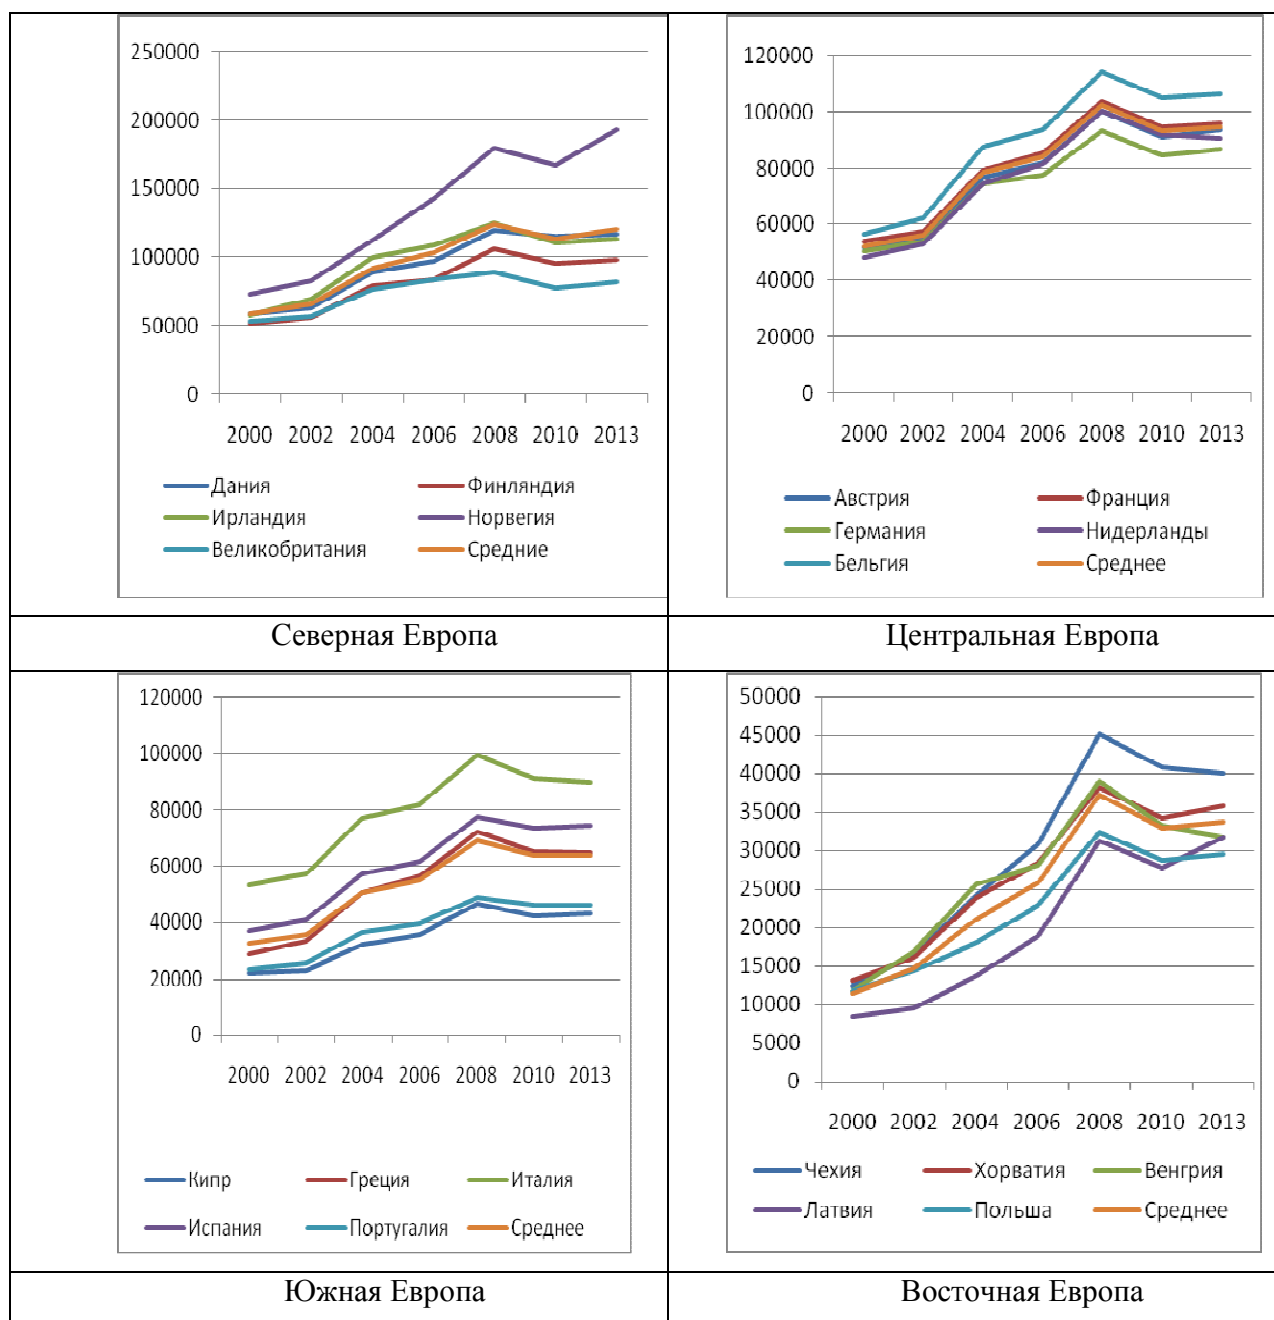 250000
200000
150000
100000
50000
0
2000 2002 2004 2006 2008 2010 2013
Дания Финляндия
Ирландия Норвегия
Великобритания Средние
120000
100000
80000
60000
40000
20000
0
2000 2002 2004 2006 2008 2010 2013
Австрия Франция
Германия Нидерланды
Бельгия Среднее
Северная Европа
Центральная Европа
120000
100000
80000
60000
40000
20000
0
2000 2002 2004 2006 2008 2010 2013
Кипр Греция Италия
Испания Португалия Среднее
50000
45000
40000
35000
30000
25000
20000
15000
10000
5000
0
2000 2002 2004 2006 2008 2010 2013
Чехия Хорватия Венгрия
Латвия Польша Среднее
Южная Европа
Восточная Европа